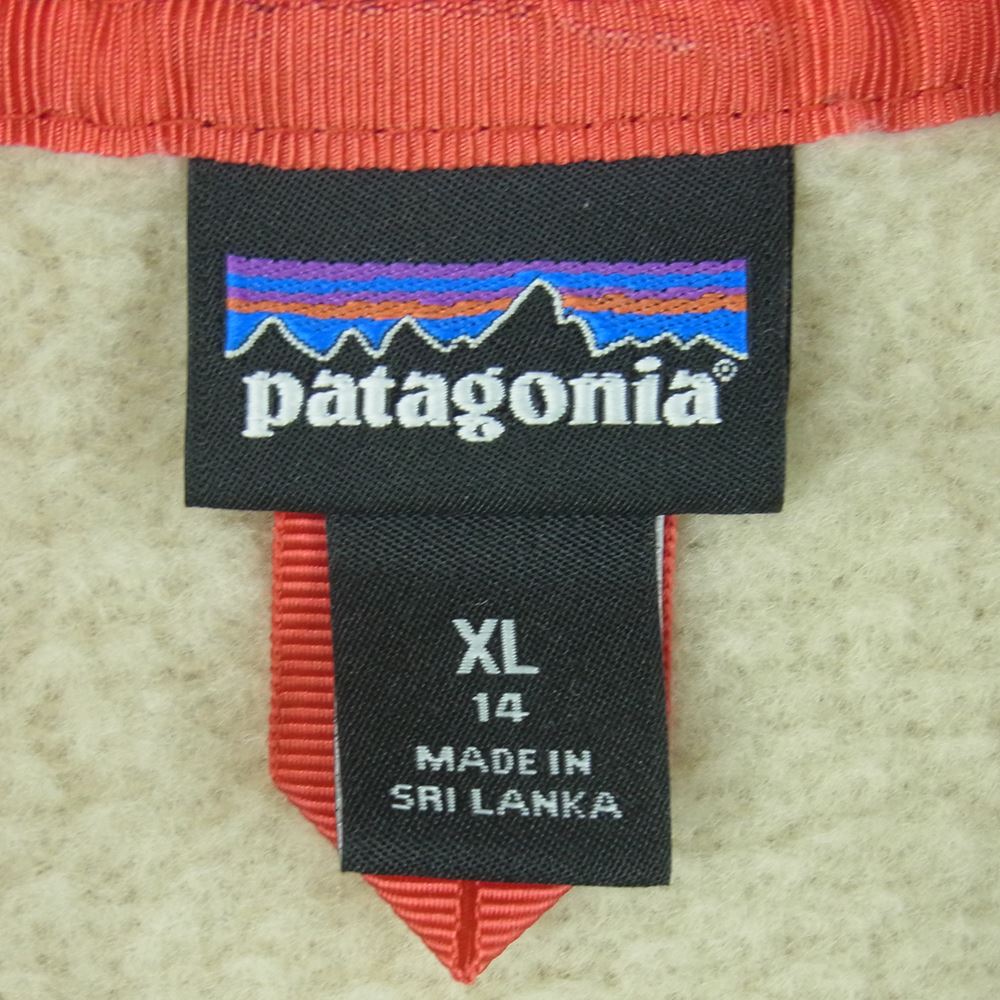 patagonia®
XL
14
MADE IN
SRI LANKA